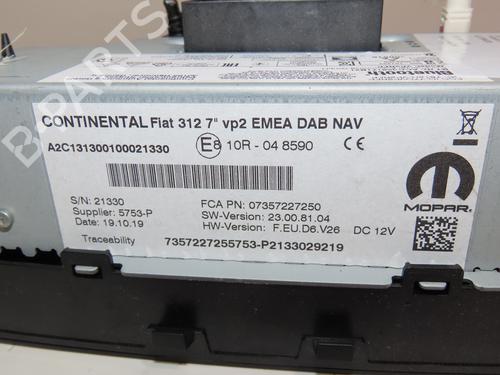 Bluetooth
CONTINENTAL Fiat 312 7" vp2 EMEA DAB NAV
A2C131300100021330
E8 10R - 04 8590 CE
S/N: 21330
Supplier: 5753-P
Date: 19.10.19
FCA PN: 07357227250
SW-Version: 23.00.81.04
HW-Version: F.EU.D6.V26 DC 12V
MOPAR
Traceability 7357227255753-P2133029219
B-PARTS